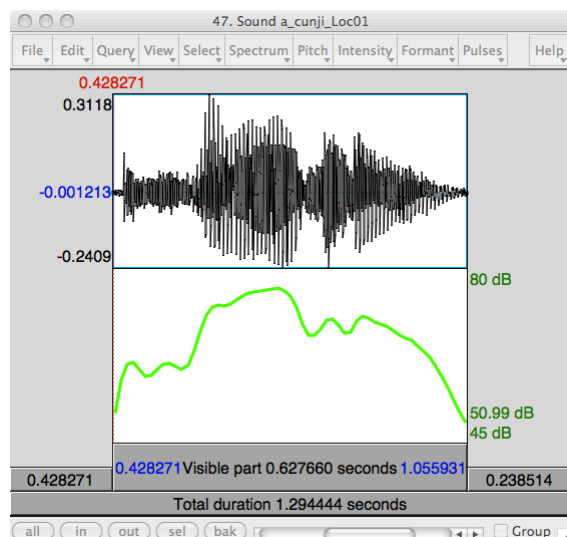 47. Sound a_cunji_Loc01
File Edit Query View Select Spectrum Pitch Intensity Formant Pulses Help
0.428271
0.3118
-0.001213
-0.2409
80 dB
50.99 dB
45 dB
0.428271 Visible part 0.627660 seconds 1.055931
0.428271 0.238514
Total duration 1.294444 seconds
all in out sel bak Group